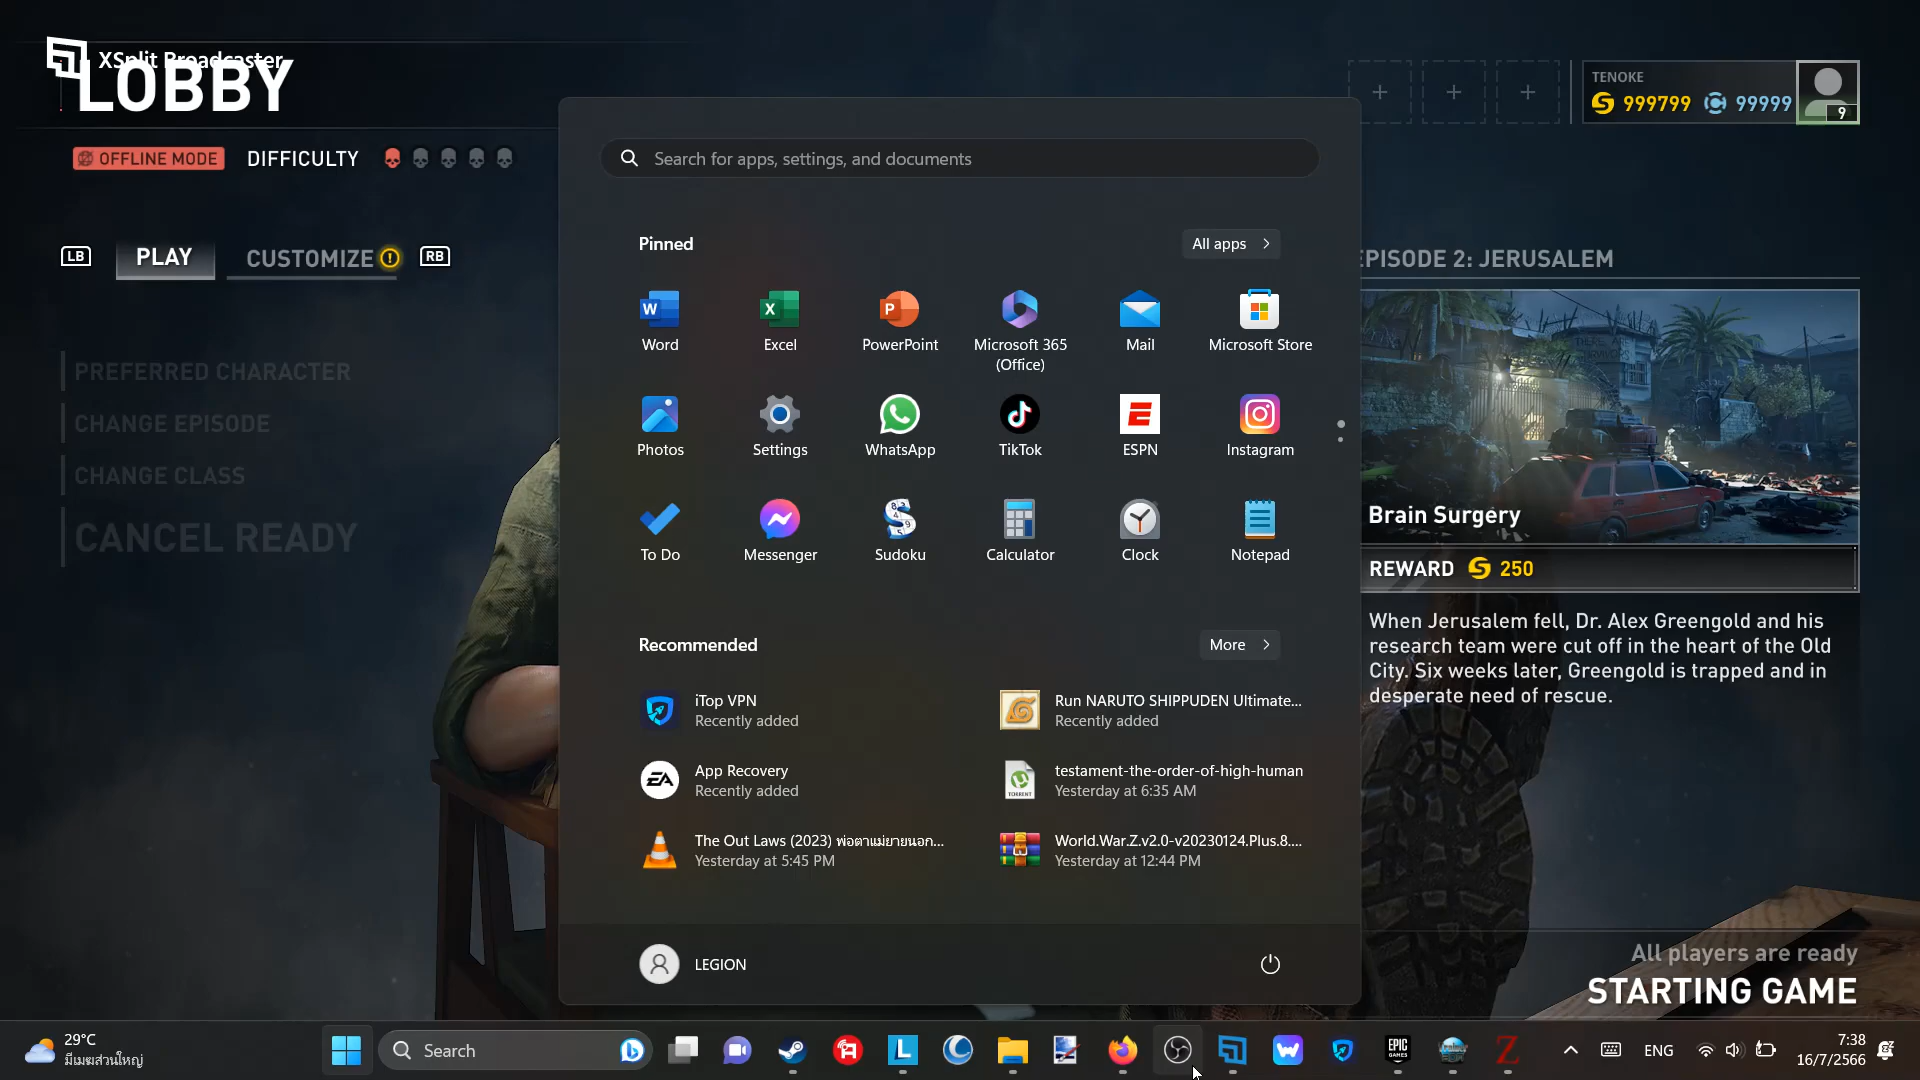 XSplit Broadcaster
LOBBY
TENOKE
999799 99999
9
OFFLINE MODE DIFFICULTY
LB PLAY CUSTOMIZE ! RB
PREFERRED CHARACTER
CHANGE EPISODE
CHANGE CLASS
CANCEL READY
Search for apps, settings, and documents
Pinned
All apps
Word
Excel
PowerPoint
Microsoft 365
(Office)
Mail
Microsoft Store
Photos
Settings
WhatsApp
TikTok
ESPN
Instagram
To Do
Messenger
Sudoku
Calculator
Clock
Notepad
Recommended
More
iTop VPN
Recently added
Run NARUTO SHIPPUDEN Ultimate...
Recently added
App Recovery
Recently added
testament-the-order-of-high-human
Yesterday at 6:35 AM
The Out Laws (2023) พ่อตาแม่ยายนอก...
Yesterday at 5:45 PM
World.War.Z.v2.0-v20230124.Plus.8....
Yesterday at 12:44 PM
LEGION
EPISODE 2: JERUSALEM
Brain Surgery
REWARD 250
When Jerusalem fell, Dr. Alex Greengold and his
research team were cut off in the heart of the Old
City. Six weeks later, Greengold is trapped and in
desperate need of rescue.
All players are ready
STARTING GAME
29°C
มีเมฆส่วนใหญ่
Search
EPIC
GAMES
ENG
7:38
16/7/2566